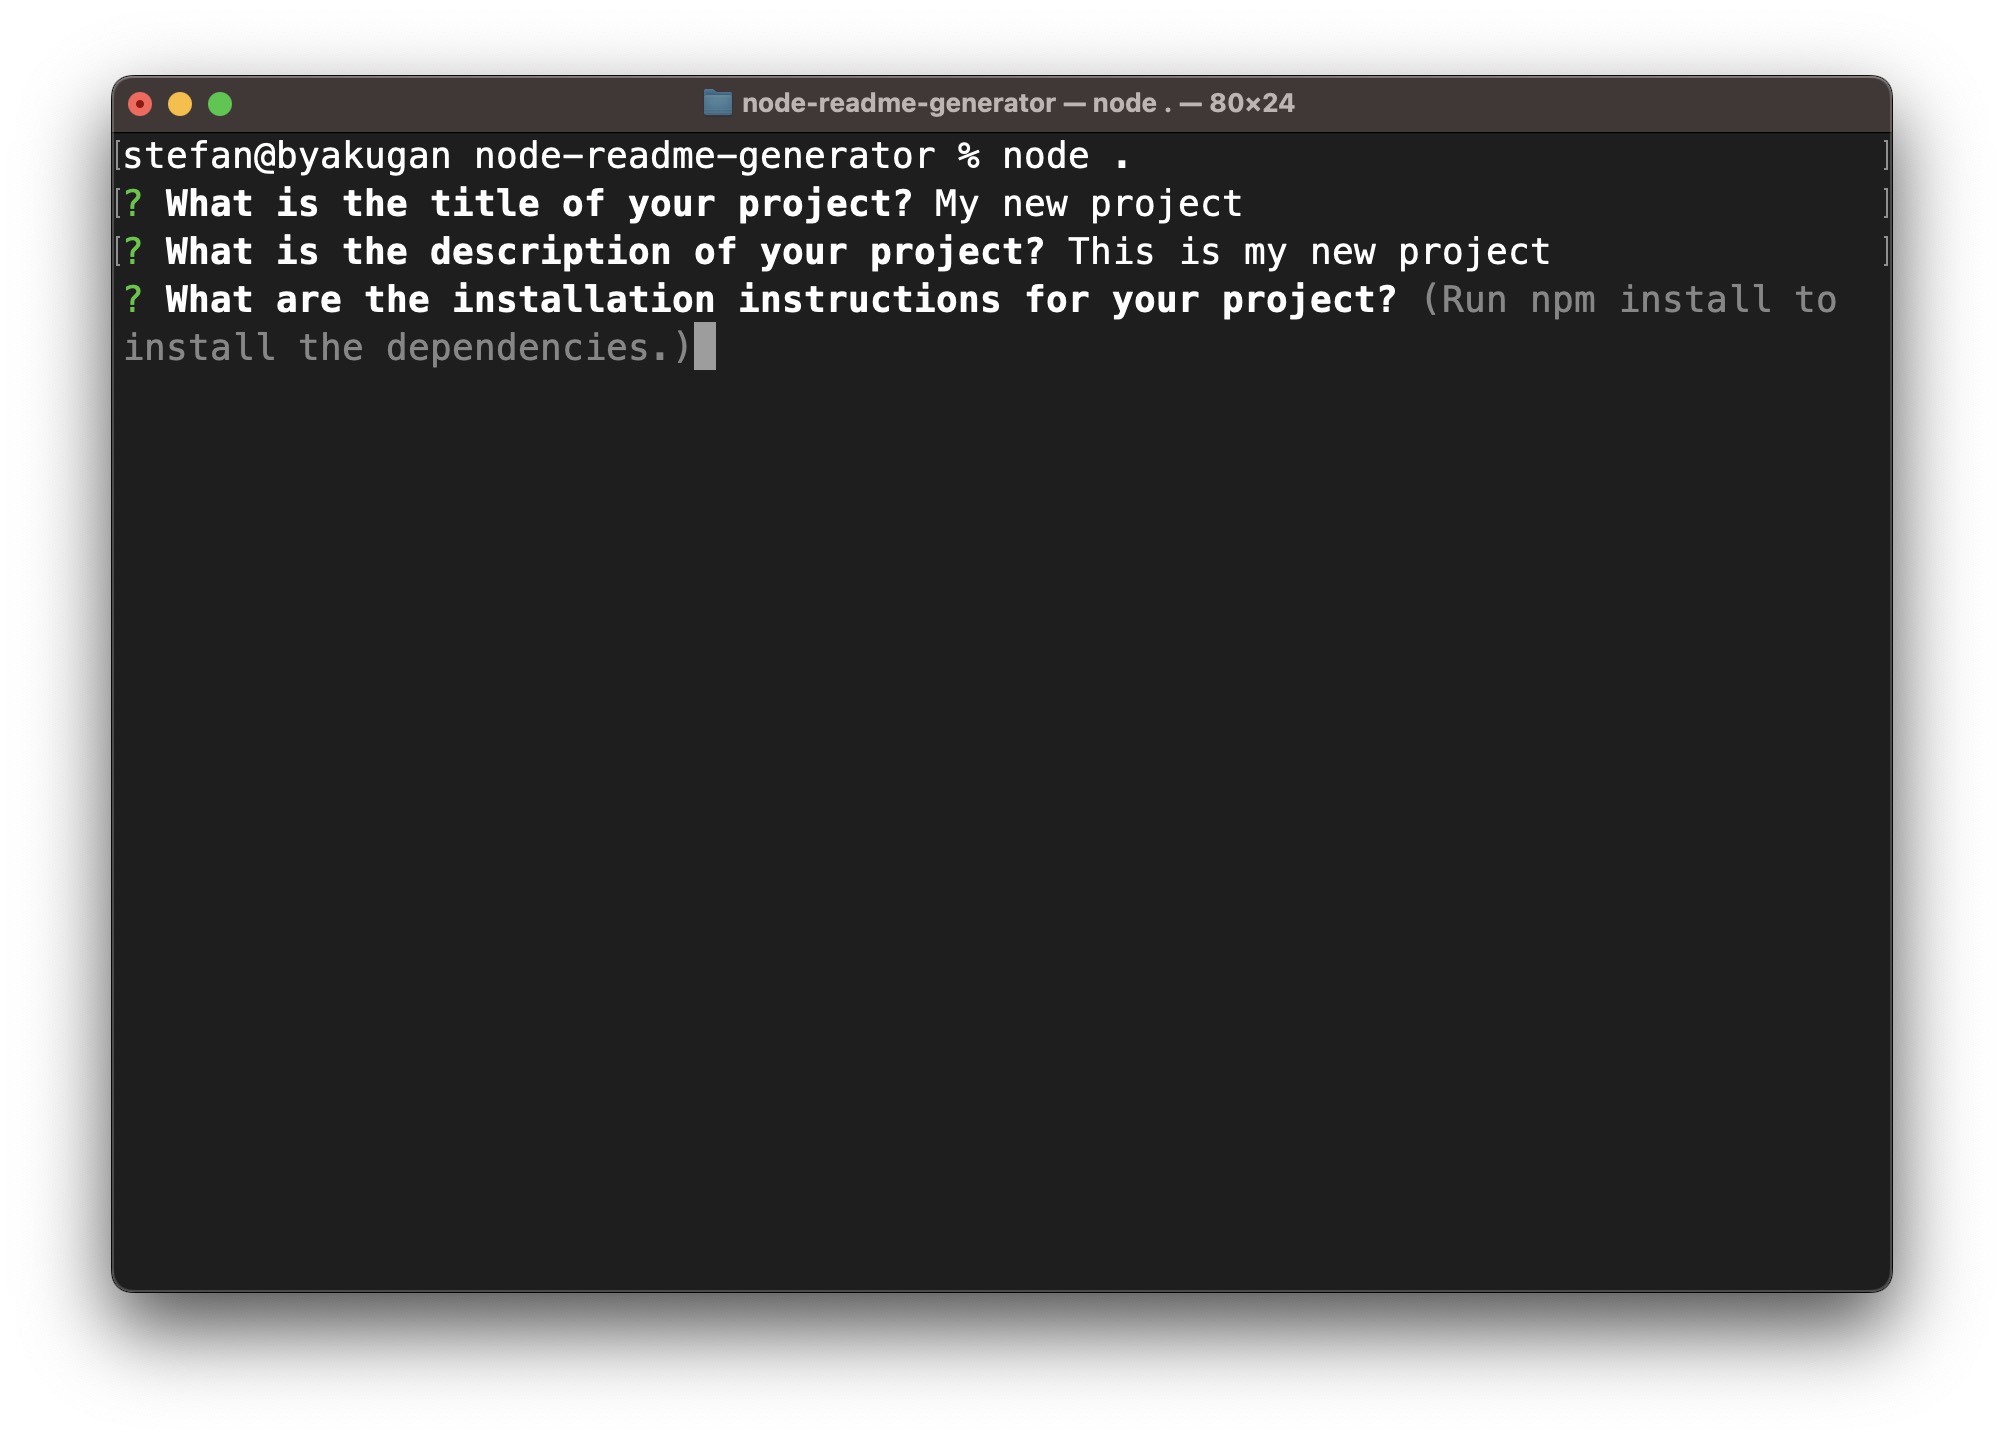 node-readme-generator — node . — 80×24
[stefan@byakugan node-readme-generator % node . ]
[? What is the title of your project? My new project ]
[? What is the description of your project? This is my new project ]
? What are the installation instructions for your project? (Run npm install to
install the dependencies.)